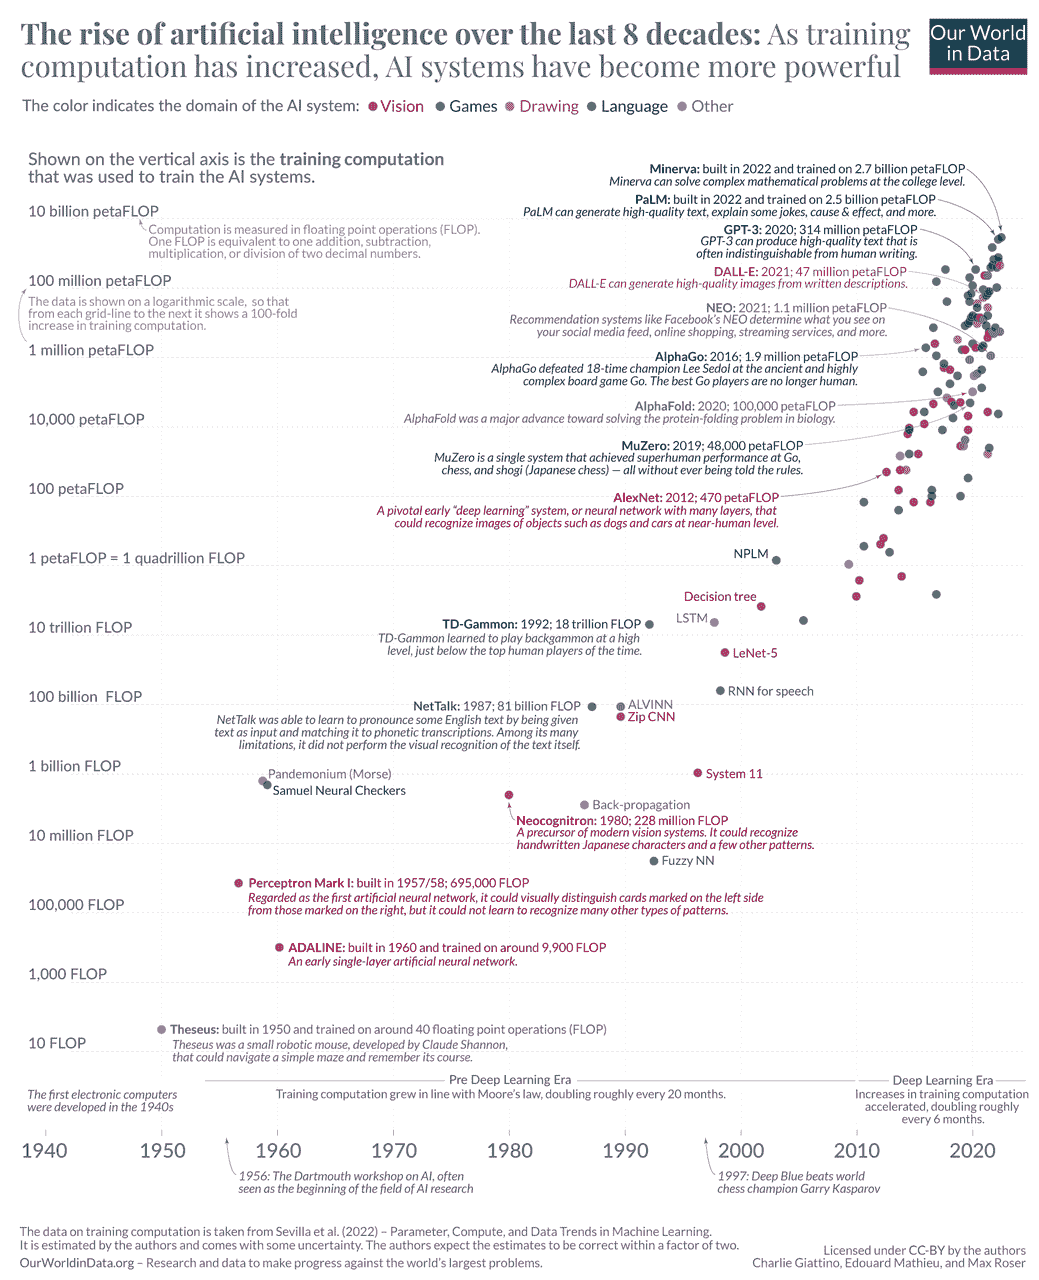 The rise of artificial intelligence over the last 8 decades: As training
computation has increased, AI systems have become more powerful
Our World
in Data
The color indicates the domain of the AI system: Vision Games Drawing Language Other
Shown on the vertical axis is the training computation
that was used to train the AI systems.
10 billion petaFLOP
Computation is measured in floating point operations (FLOP).
One FLOP is equivalent to one addition, subtraction,
multiplication, or division of two decimal numbers.
100 million petaFLOP
The data is shown on a logarithmic scale, so that
from each grid-line to the next it shows a 100-fold
increase in training computation.
1 million petaFLOP
10,000 petaFLOP
100 petaFLOP
1 petaFLOP = 1 quadrillion FLOP
10 trillion FLOP
100 billion FLOP
1 billion FLOP
10 million FLOP
100,000 FLOP
1,000 FLOP
10 FLOP
Minerva: built in 2022 and trained on 2.7 billion petaFLOP
Minerva can solve complex mathematical problems at the college level.
PaLM: built in 2022 and trained on 2.5 billion petaFLOP
PaLM can generate high-quality text, explain some jokes, cause & effect, and more.
GPT-3: 2020; 314 million petaFLOP
GPT-3 can produce high-quality text that is
often indistinguishable from human writing.
DALL-E: 2021; 47 million petaFLOP
DALL-E can generate high-quality images from written descriptions.
NEO: 2021; 1.1 million petaFLOP
Recommendation systems like Facebook's NEO determine what you see on
your social media feed, online shopping, streaming services, and more.
AlphaGo: 2016; 1.9 million petaFLOP
AlphaGo defeated 18-time champion Lee Sedol at the ancient and highly
complex board game Go. The best Go players are no longer human.
AlphaFold: 2020; 100,000 petaFLOP
AlphaFold was a major advance toward solving the protein-folding problem in biology.
MuZero: 2019; 48,000 petaFLOP
MuZero is a single system that achieved superhuman performance at Go,
chess, and shogi (Japanese chess) — all without ever being told the rules.
AlexNet: 2012; 470 petaFLOP
A pivotal early “deep learning” system, or neural network with many layers, that
could recognize images of objects such as dogs and cars at near-human level.
NPLM
Decision tree
LSTM
TD-Gammon: 1992; 18 trillion FLOP
TD-Gammon learned to play backgammon at a high
level, just below the top human players of the time.
LeNet-5
RNN for speech
NetTalk: 1987; 81 billion FLOP
NetTalk was able to learn to pronounce some English text by being given
text as input and matching it to phonetic transcriptions. Among its many
limitations, it did not perform the visual recognition of the text itself.
ALVINN
Zip CNN
System 11
Pandemonium (Morse)
Samuel Neural Checkers
Back-propagation
Neocognitron: 1980; 228 million FLOP
A precursor of modern vision systems. It could recognize
handwritten Japanese characters and a few other patterns.
Fuzzy NN
Perceptron Mark I: built in 1957/58; 695,000 FLOP
Regarded as the first artificial neural network, it could visually distinguish cards marked on the left side
from those marked on the right, but it could not learn to recognize many other types of patterns.
ADALINE: built in 1960 and trained on around 9,900 FLOP
An early single-layer artificial neural network.
Theseus: built in 1950 and trained on around 40 floating point operations (FLOP)
Theseus was a small robotic mouse, developed by Claude Shannon,
that could navigate a simple maze and remember its course.
The first electronic computers
were developed in the 1940s
Pre Deep Learning Era
Training computation grew in line with Moore's law, doubling roughly every 20 months.
Deep Learning Era
Increases in training computation
accelerated, doubling roughly
every 6 months.
1940 1950 1960 1970 1980 1990 2000 2010 2020
1956: The Dartmouth workshop on AI, often
seen as the beginning of the field of AI research
1997: Deep Blue beats world
chess champion Garry Kasparov
The data on training computation is taken from Sevilla et al. (2022) – Parameter, Compute, and Data Trends in Machine Learning.
It is estimated by the authors and comes with some uncertainty. The authors expect the estimates to be correct within a factor of two.
OurWorldinData.org – Research and data to make progress against the world's largest problems.
Licensed under CC-BY by the authors
Charlie Giattino, Edouard Mathieu, and Max Roser